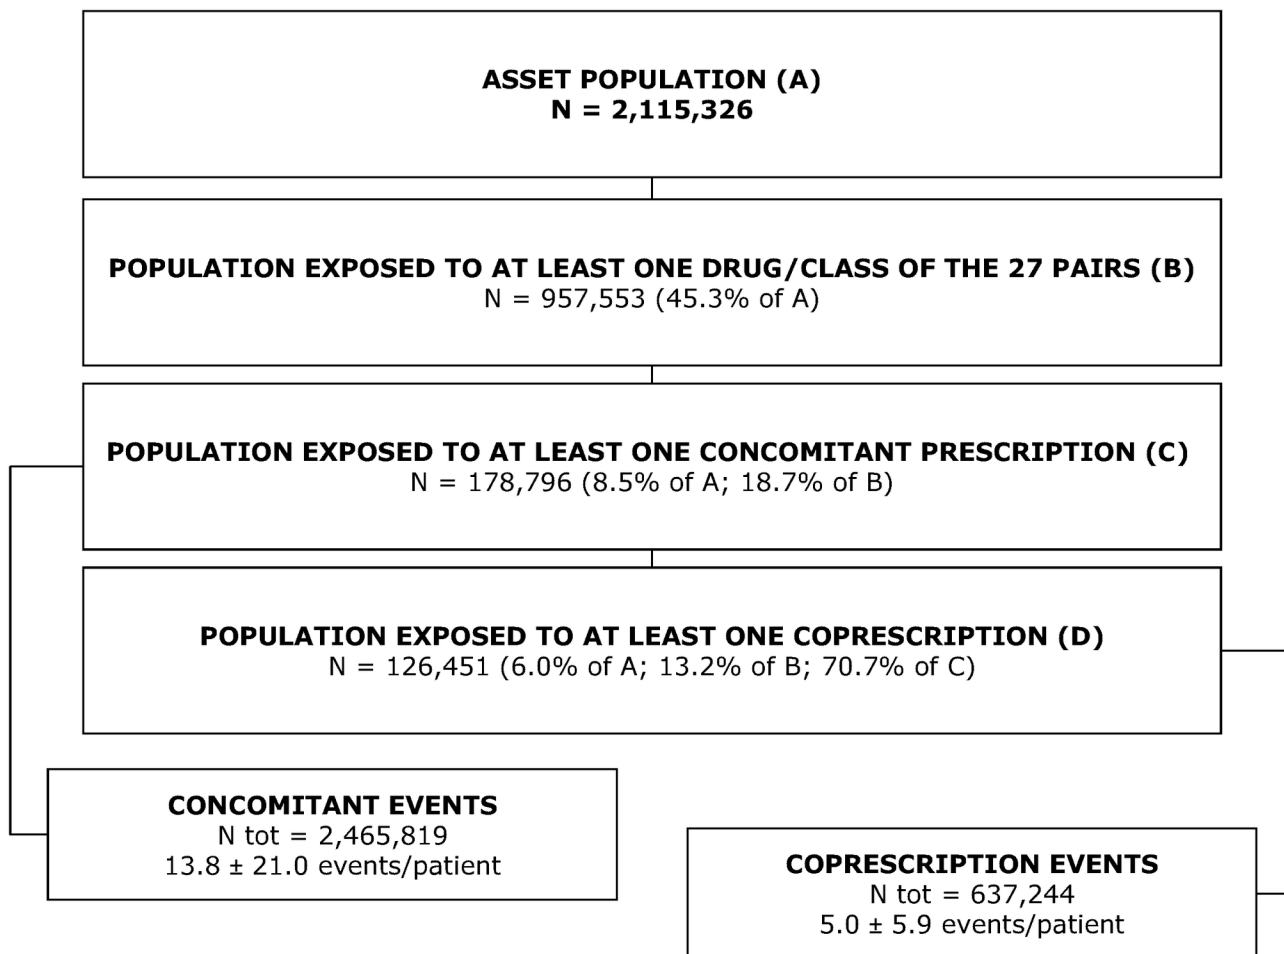 ASSET POPULATION (A)
N = 2,115,326
POPULATION EXPOSED TO AT LEAST ONE DRUG/CLASS OF THE 27 PAIRS (B)
N = 957,553 (45.3% of A)
POPULATION EXPOSED TO AT LEAST ONE CONCOMITANT PRESCRIPTION (C)
N = 178,796 (8.5% of A; 18.7% of B)
POPULATION EXPOSED TO AT LEAST ONE COPRESCRIPTION (D)
N = 126,451 (6.0% of A; 13.2% of B; 70.7% of C)
CONCOMITANT EVENTS
N tot = 2,465,819
13.8 ± 21.0 events/patient
COPRESCRIPTION EVENTS
N tot = 637,244
5.0 ± 5.9 events/patient